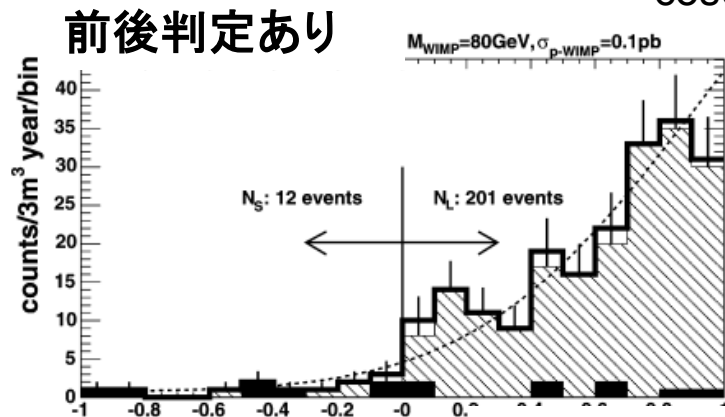 前後判定あり
M_WIMP=80GeV, σ_p-WIMP=0.1pb
counts/3m³ year/bin
40
35
30
25
20
15
10
5
0
N_S: 12 events
N_L: 201 events
-1 -0.8 -0.6 -0.4 -0.2 -0